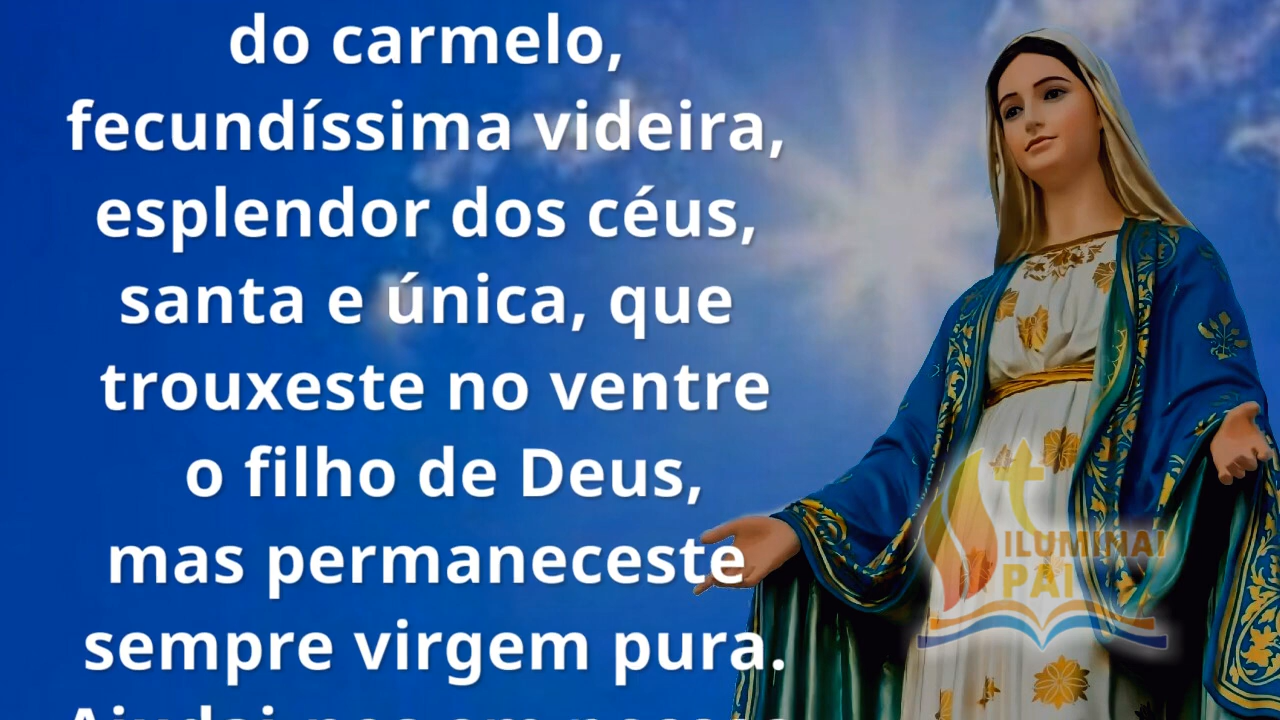 do carmelo,
fecundíssima videira,
esplendor dos céus,
santa e única, que
trouxeste no ventre
o filho de Deus,
mas permaneceste
sempre virgem pura.
ILUMINAI
PAI